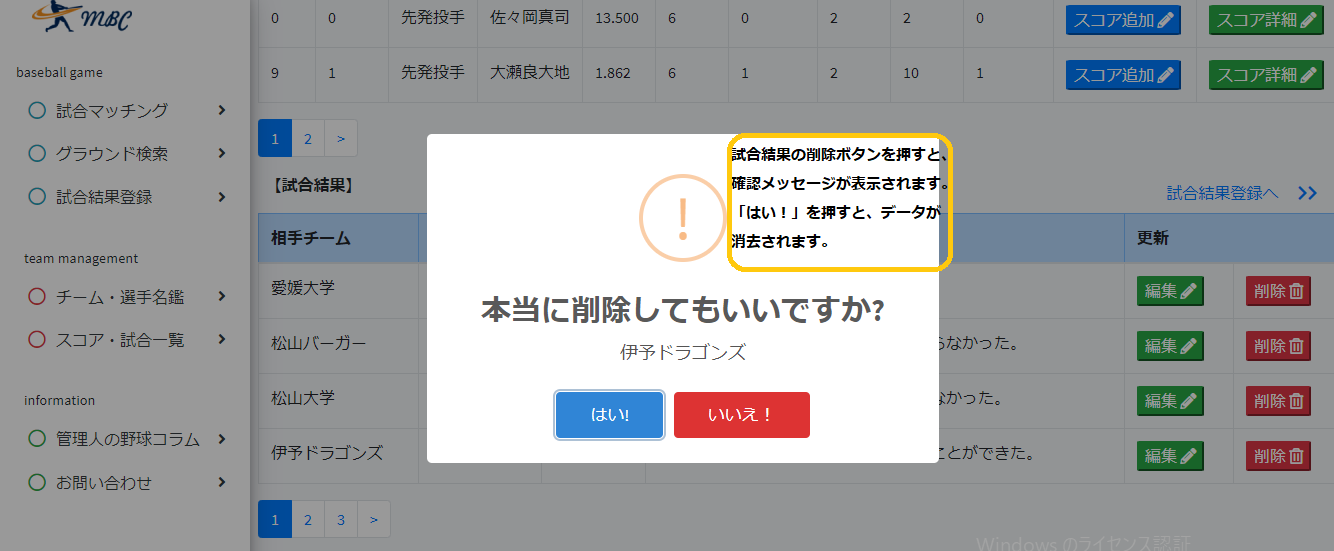 MBC
baseball game
試合マッチング
グラウンド検索
試合結果登録
team management
チーム・選手名鑑
スコア・試合一覧
information
管理人の野球コラム
お問い合わせ
0 0 先発投手 佐々岡真司 13.500 6 0 2 2 0 スコア追加 スコア詳細
9 1 先発投手 大瀬良大地 1.862 6 1 2 10 1 スコア追加 スコア詳細
1 2 >
【試合結果】
試合結果登録へ
相手チーム 更新
愛媛大学 編集 削除
松山バーガー らなかった。 編集 削除
松山大学 なかった。 編集 削除
伊予ドラゴンズ ことができた。 編集 削除
1 2 3 >
試合結果の削除ボタンを押すと、
確認メッセージが表示されます。
「はい！」を押すと、データが
消去されます。
!
本当に削除してもいいですか?
伊予ドラゴンズ
はい!
いいえ！
Windows のライセンス認証